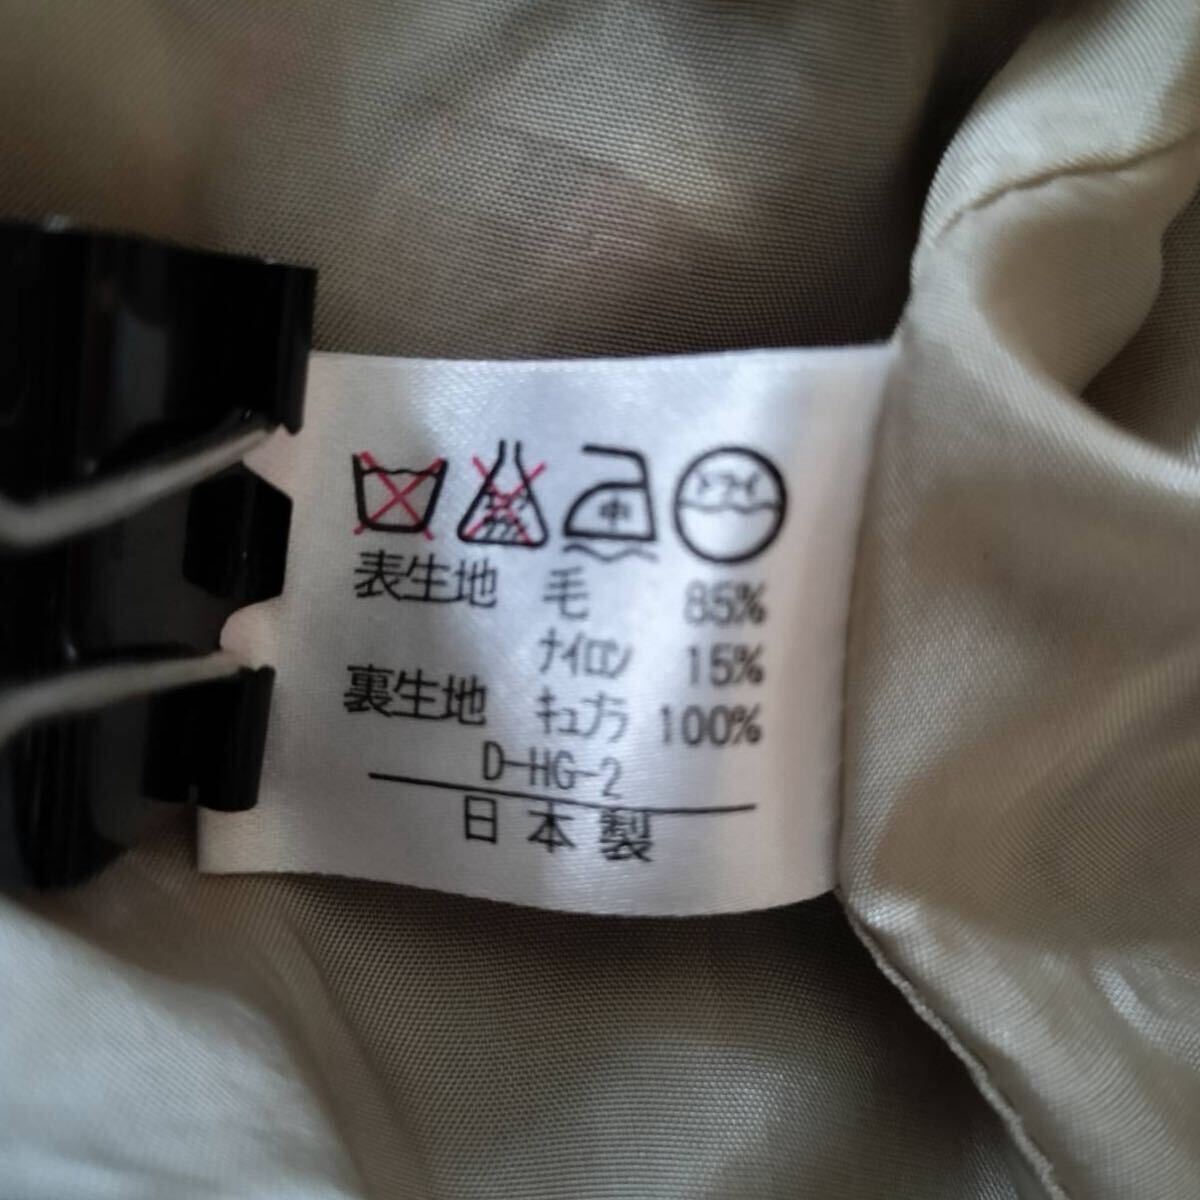 中 ドライ
表生地 毛 85%
ナイロン 15%
裏生地 キュプラ 100%
D-HG-2
日本製